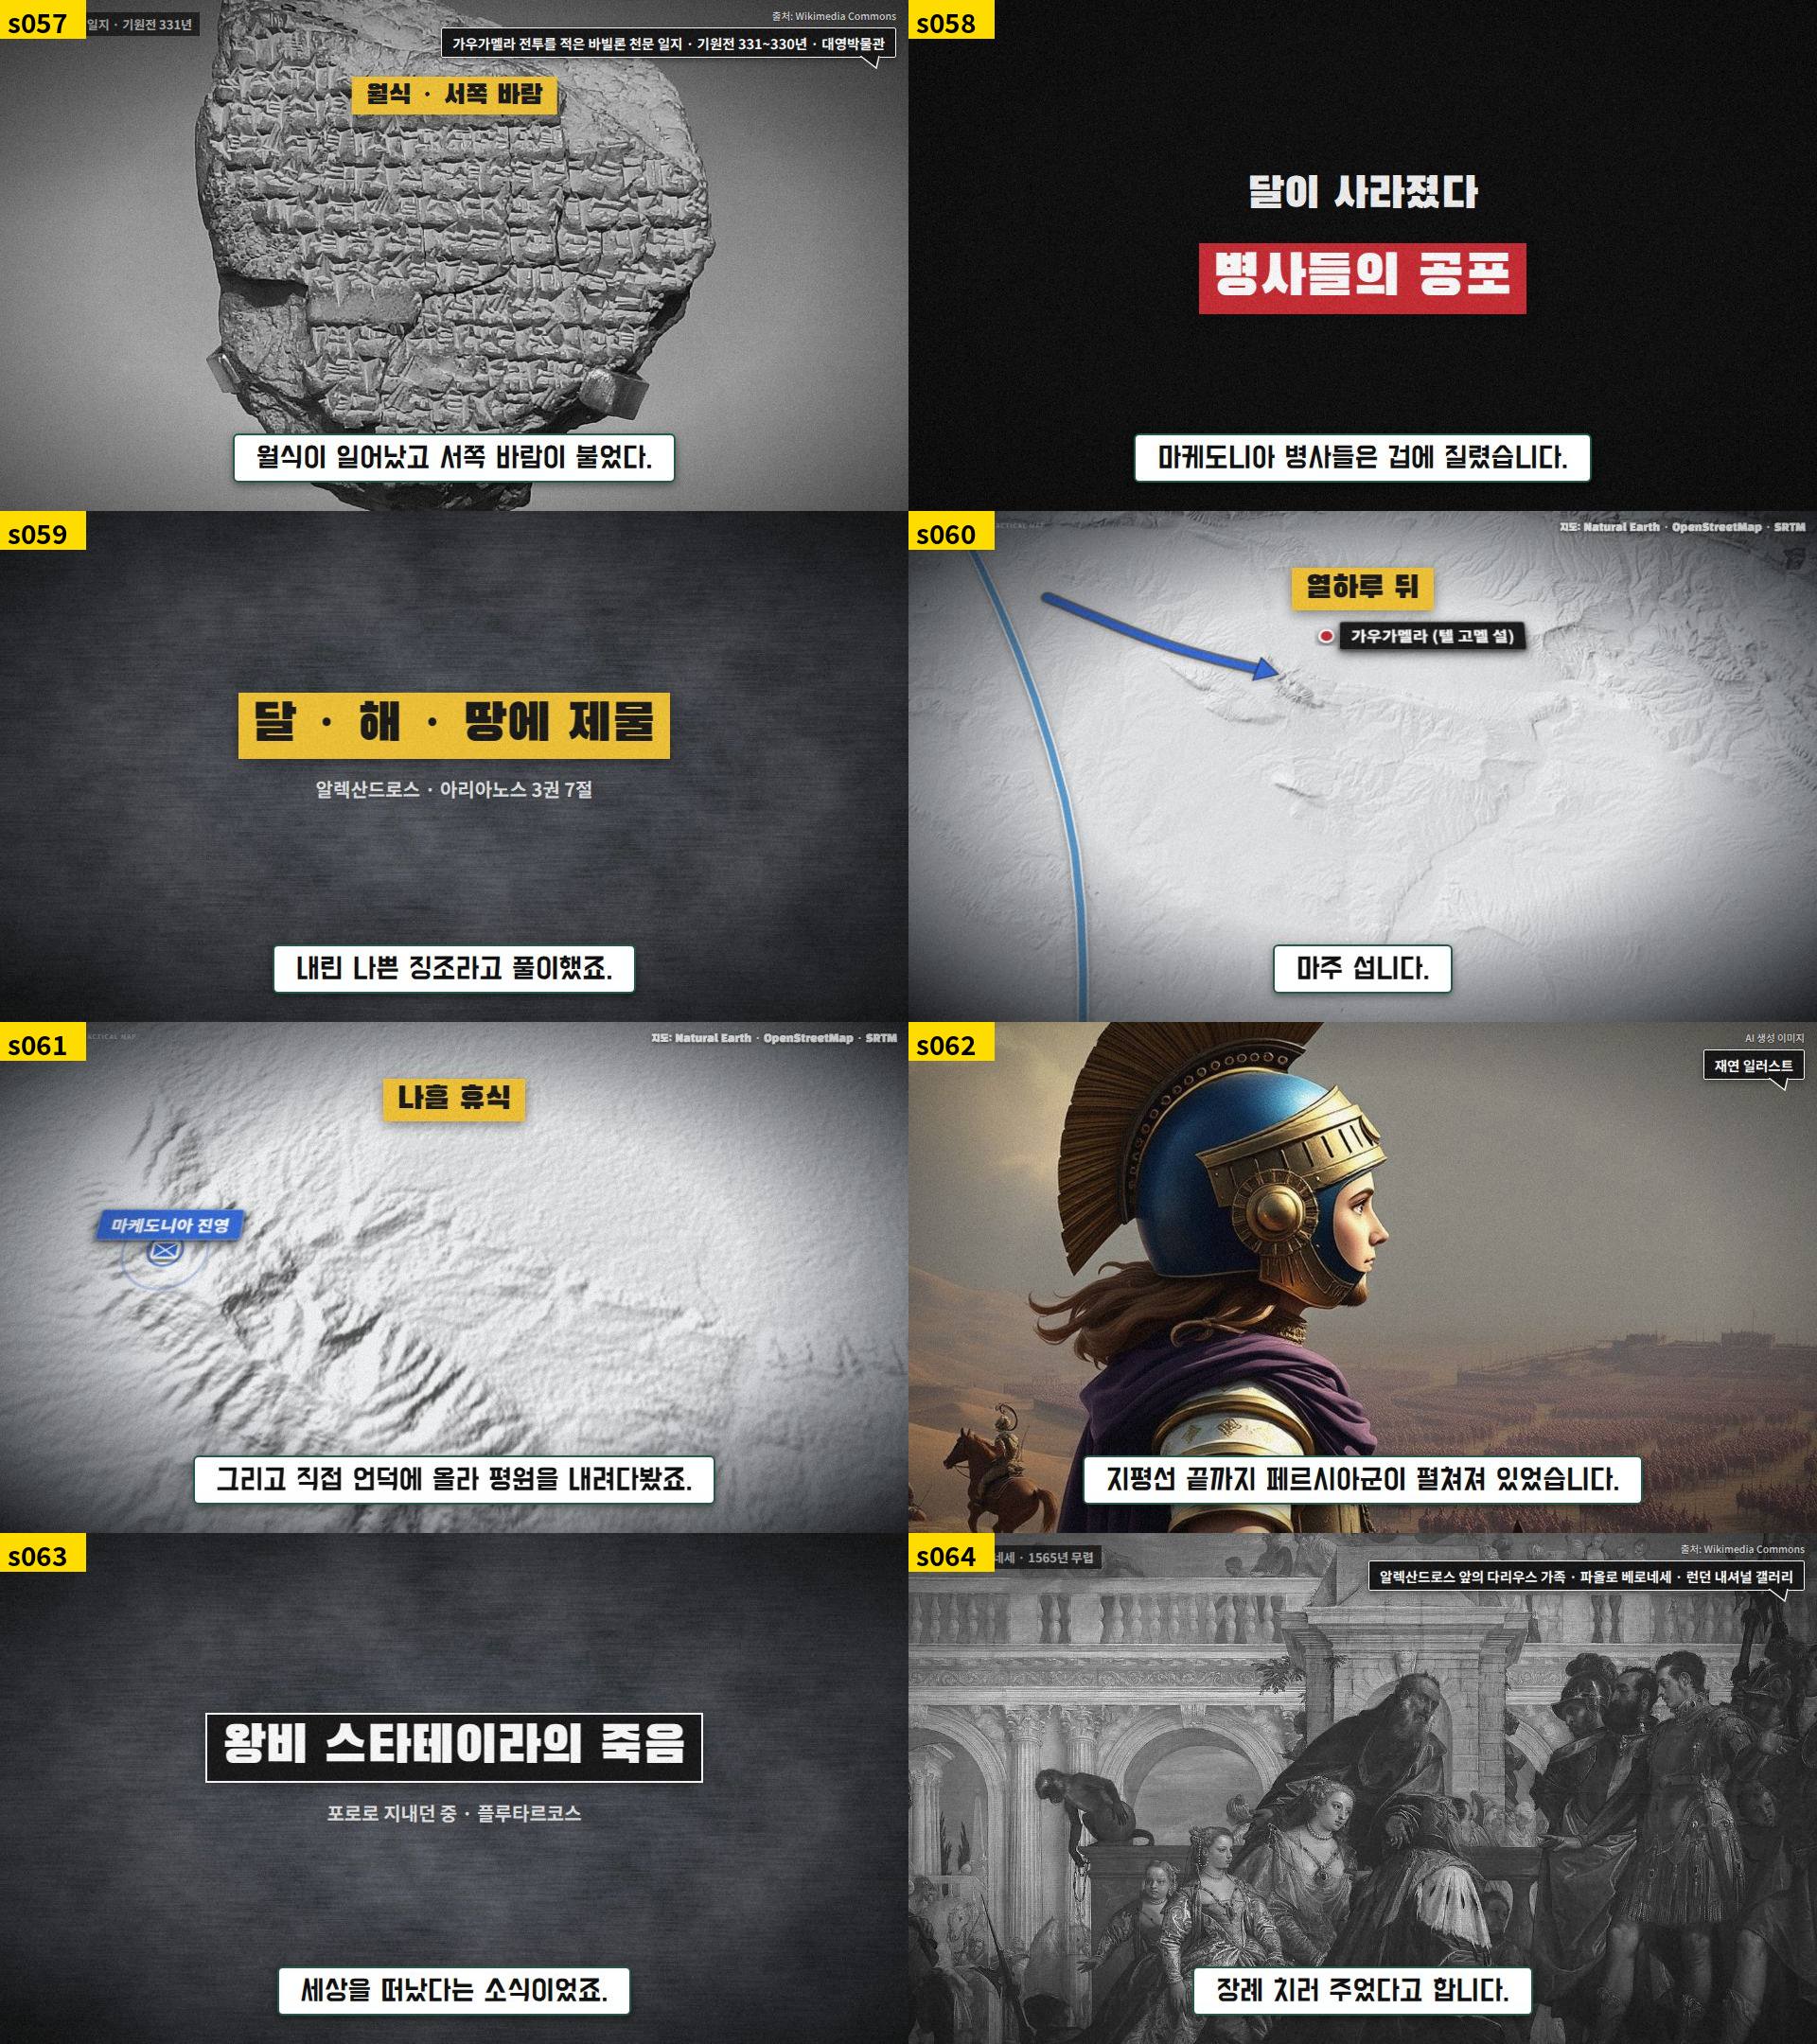 s057
일지 · 기원전 331년
출처: Wikimedia Commons
가우가멜라 전투를 적은 바빌론 천문 일지 · 기원전 331~330년 · 대영박물관
월식 · 서쪽 바람
월식이 일어났고 서쪽 바람이 불었다.
s058
달이 사라졌다
병사들의 공포
마케도니아 병사들은 겁에 질렸습니다.
s059
달 · 해 · 땅에 제물
알렉산드로스 · 아리아노스 3권 7절
내린 나쁜 징조라고 풀이했죠.
s060
지도: Natural Earth · OpenStreetMap · SRTM
열하루 뒤
가우가멜라 (텔 고멜 설)
마주 섭니다.
s061
ACTICAL MAP
지도: Natural Earth · OpenStreetMap · SRTM
나흘 휴식
마케도니아 진영
그리고 직접 언덕에 올라 평원을 내려다봤죠.
s062
AI 생성 이미지
재연 일러스트
지평선 끝까지 페르시아군이 펼쳐져 있었습니다.
s063
왕비 스타테이라의 죽음
포로로 지내던 중 · 플루타르코스
세상을 떠났다는 소식이었죠.
s064
네세 · 1565년 무렵
출처: Wikimedia Commons
알렉산드로스 앞의 다리우스 가족 · 파올로 베로네세 · 런던 내셔널 갤러리
장례 치러 주었다고 합니다.